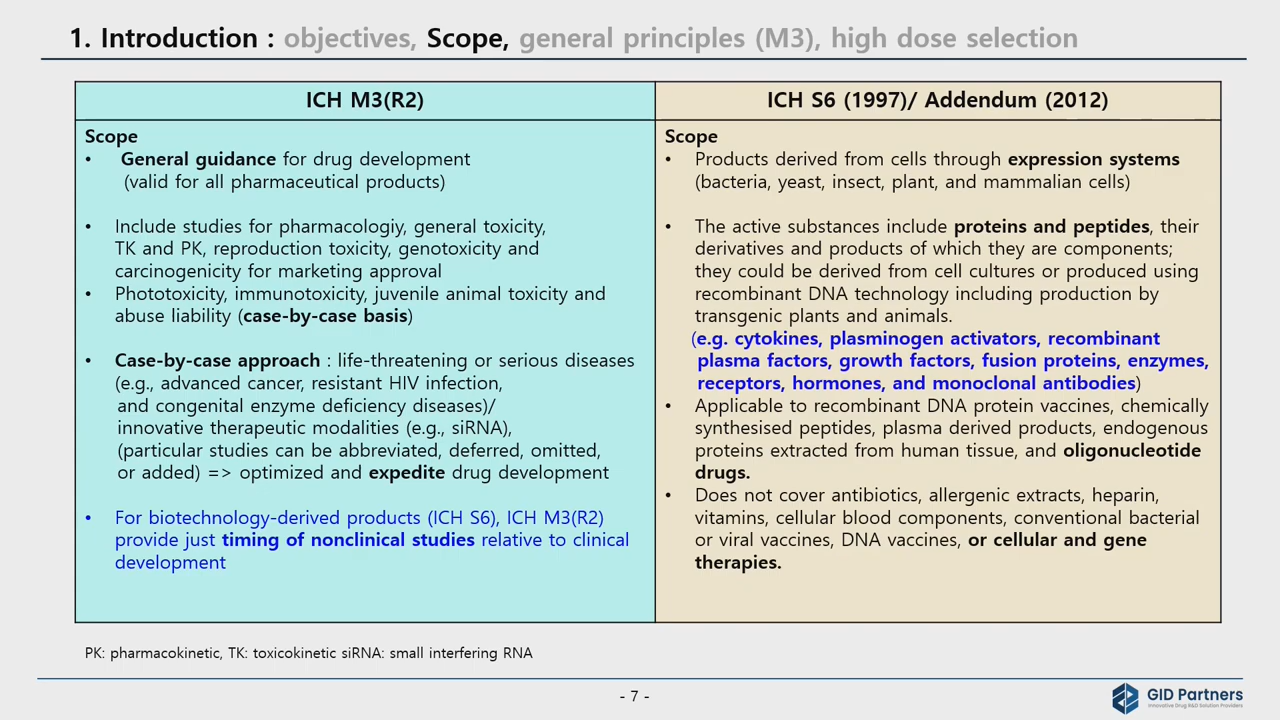 1. Introduction : objectives, Scope, general principles (M3), high dose selection
ICH M3(R2)
Scope
• General guidance for drug development
(valid for all pharmaceutical products)
• Include studies for pharmacologiy, general toxicity,
TK and PK, reproduction toxicity, genotoxicity and
carcinogenicity for marketing approval
• Phototoxicity, immunotoxicity, juvenile animal toxicity and
abuse liability (case-by-case basis)
• Case-by-case approach : life-threatening or serious diseases
(e.g., advanced cancer, resistant HIV infection,
and congenital enzyme deficiency diseases)/
innovative therapeutic modalities (e.g., siRNA),
(particular studies can be abbreviated, deferred, omitted,
or added) => optimized and expedite drug development
• For biotechnology-derived products (ICH S6), ICH M3(R2)
provide just timing of nonclinical studies relative to clinical
development
ICH S6 (1997)/ Addendum (2012)
Scope
• Products derived from cells through expression systems
(bacteria, yeast, insect, plant, and mammalian cells)
• The active substances include proteins and peptides, their
derivatives and products of which they are components;
they could be derived from cell cultures or produced using
recombinant DNA technology including production by
transgenic plants and animals.
(e.g. cytokines, plasminogen activators, recombinant
plasma factors, growth factors, fusion proteins, enzymes,
receptors, hormones, and monoclonal antibodies)
• Applicable to recombinant DNA protein vaccines, chemically
synthesised peptides, plasma derived products, endogenous
proteins extracted from human tissue, and oligonucleotide
drugs.
• Does not cover antibiotics, allergenic extracts, heparin,
vitamins, cellular blood components, conventional bacterial
or viral vaccines, DNA vaccines, or cellular and gene
therapies.
PK: pharmacokinetic, TK: toxicokinetic siRNA: small interfering RNA
- 7 -
GID Partners
Innovative Drug R&D Solution Providers